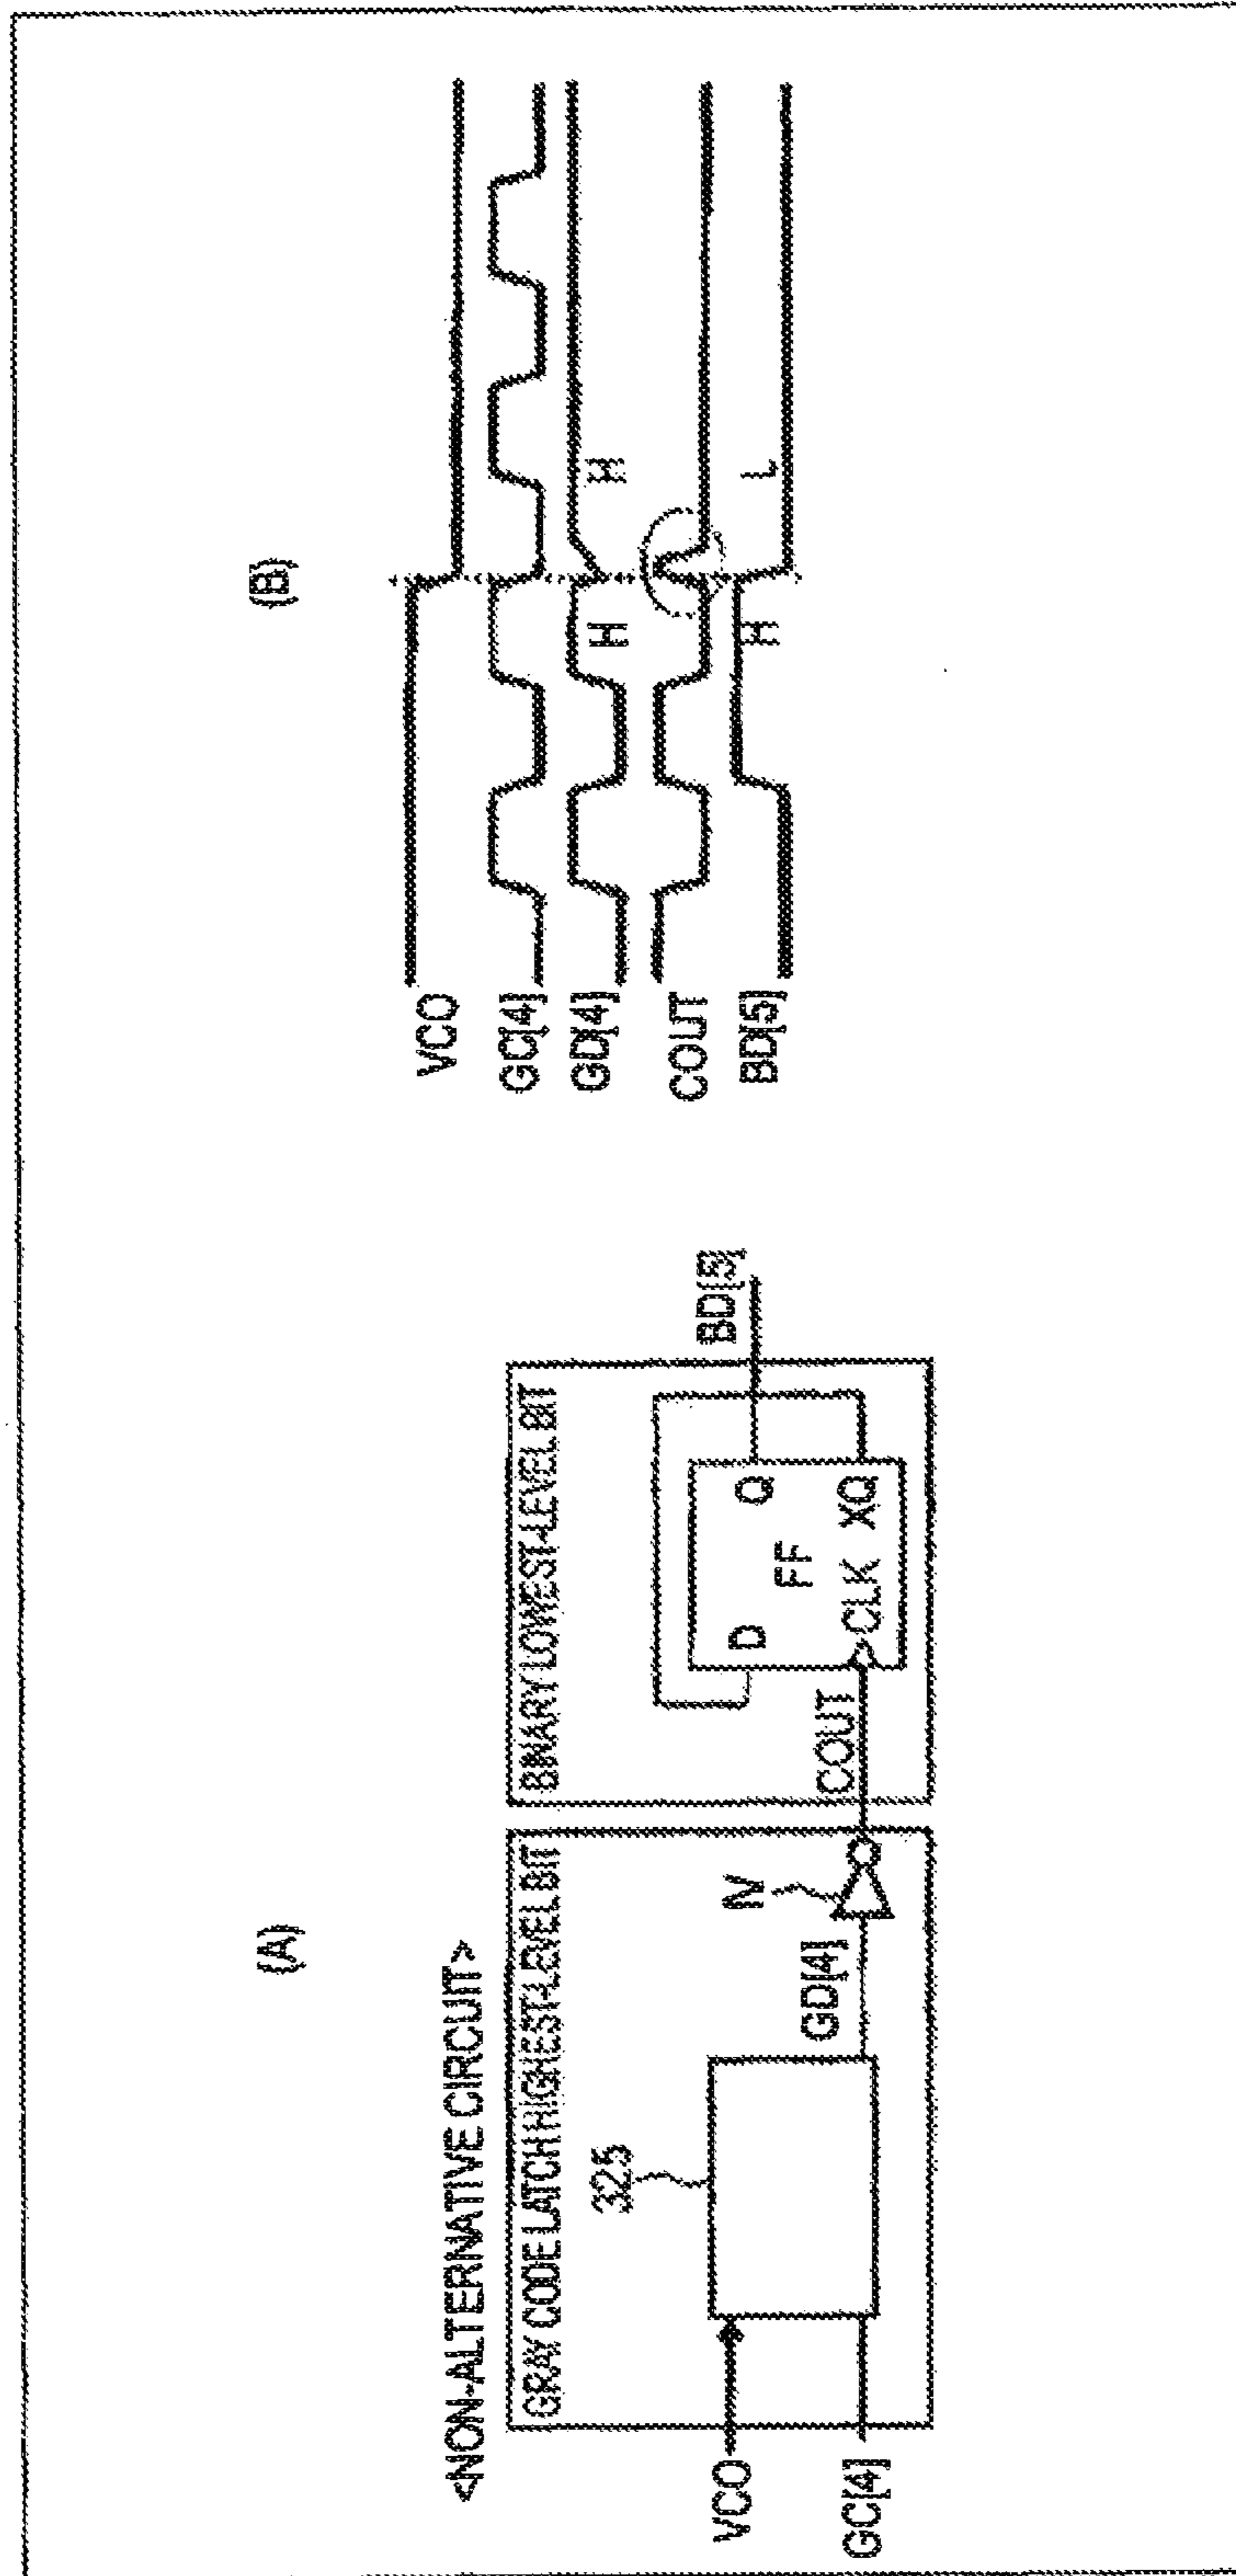 (A)
<NON-ALTERNATIVE CIRCUIT>
GRAY CODE LATCH HIGHEST-LEVEL BIT
325
VCO
GC[4]
GD[4]
N
BINARY LOWEST-LEVEL BIT
COUT
D
Q
FF
CLK
XQ
BD[5]
(B)
VCO
GC[4]
GD[4]
H
H
COUT
BD[5]
H
L